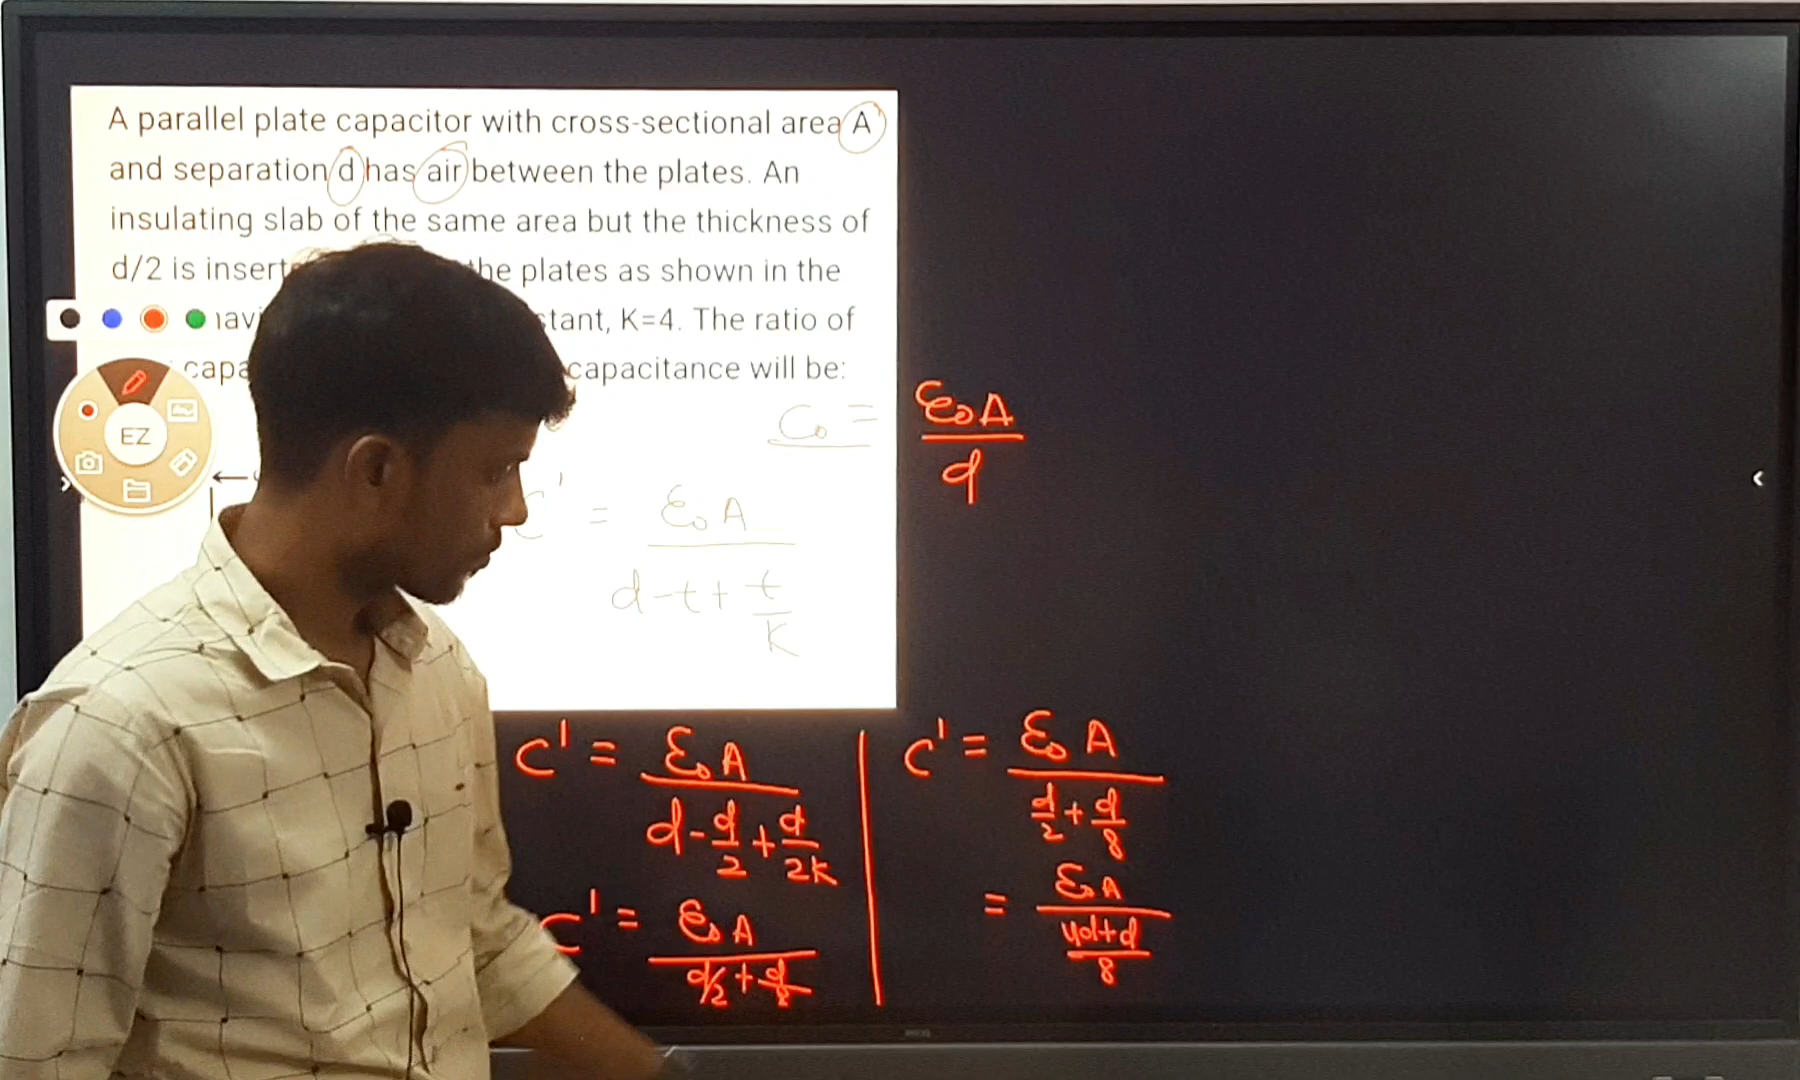 A parallel plate capacitor with cross-sectional area A
and separation d has air between the plates. An
insulating slab of the same area but the thickness of
d/2 is insert the plates as shown in the
tant, K=4. The ratio of
capa capacitance will be:
C₀ = ε₀A/d
EZ
C' = ε₀A/(d-t+t/K)
C' = ε₀A/(d-d/2+d/2K)
C' = ε₀A/(d/2+d/8)
C' = ε₀A/(d/2+d/8)
= ε₀A/((4d+d)/8)